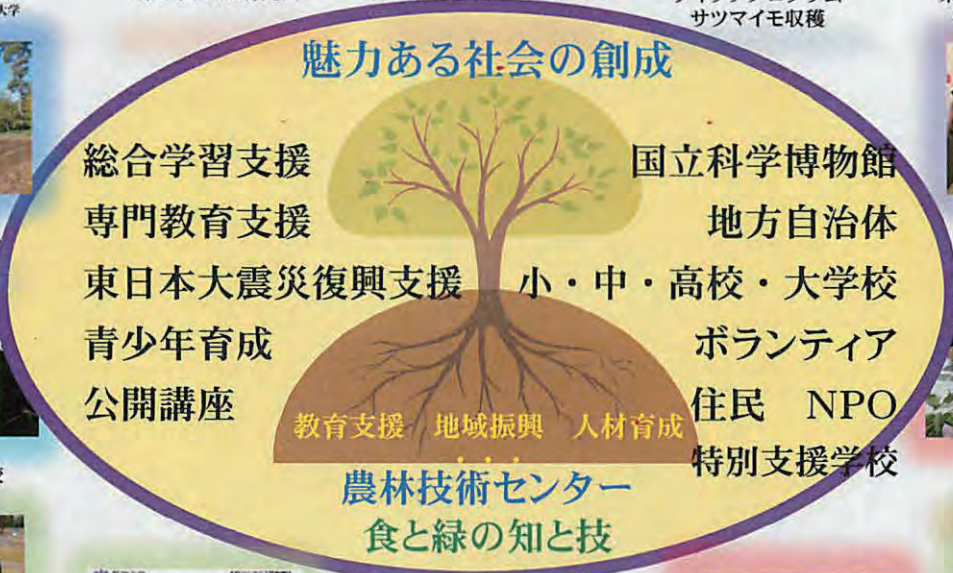 大学
サツマイモ収穫
魅力ある社会の創成
総合学習支援
専門教育支援
東日本大震災復興支援
青少年育成
公開講座
国立科学博物館
地方自治体
小・中・高校・大学校
ボランティア
住民 NPO
特別支援学校
教育支援 地域振興 人材育成
・・・
農林技術センター
食と緑の知と技